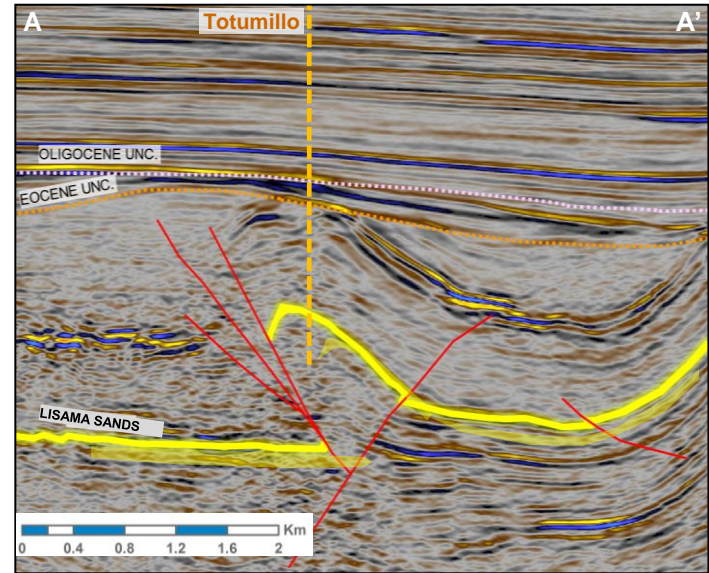 A
Totumillo
A'
OLIGOCENE UNC.
EOCENE UNC.
LISAMA SANDS
Km
0 0.4 0.8 1.2 1.6 2